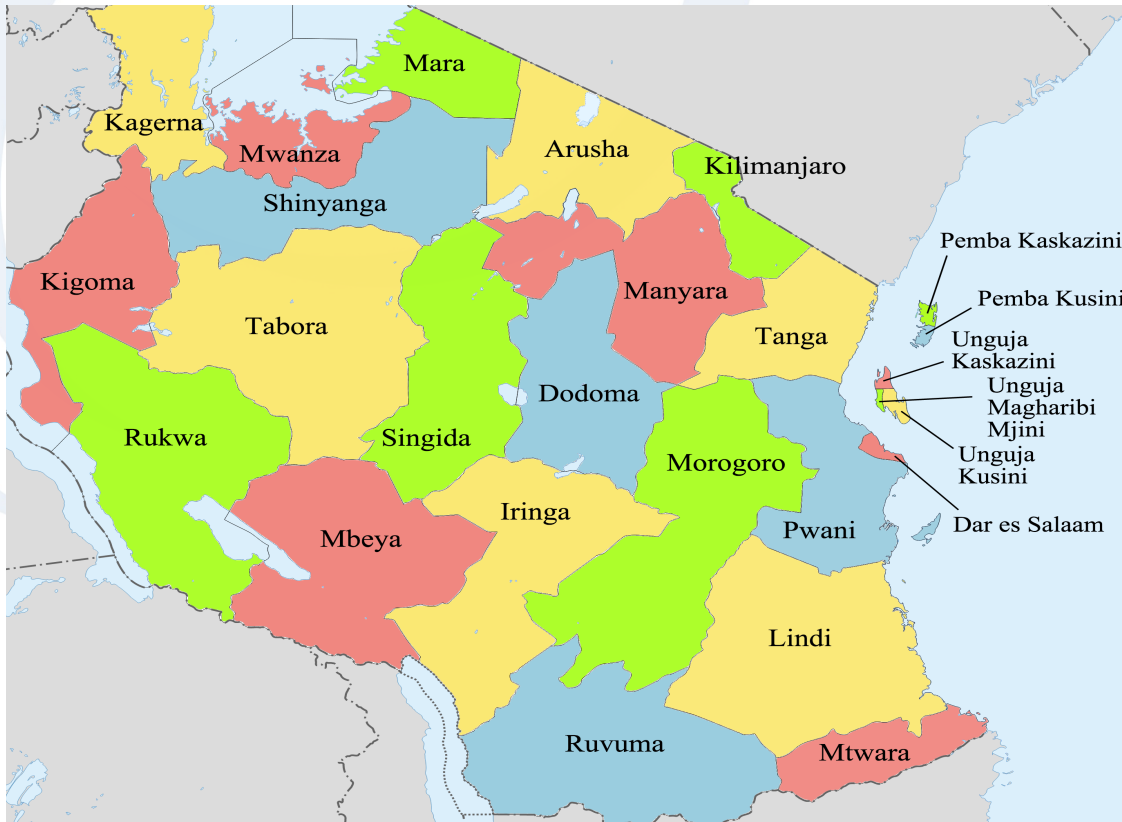 Mara
Kagerna
Mwanza
Arusha
Kilimanjaro
Shinyanga
Pemba Kaskazini
Kigoma
Manyara
Pemba Kusini
Tabora
Tanga
Unguja
Kaskazini
Dodoma
Unguja
Magharibi
Mjini
Rukwa
Singida
Morogoro
Unguja
Kusini
Iringa
Mbeya
Pwani
Dar es Salaam
Lindi
Ruvuma
Mtwara